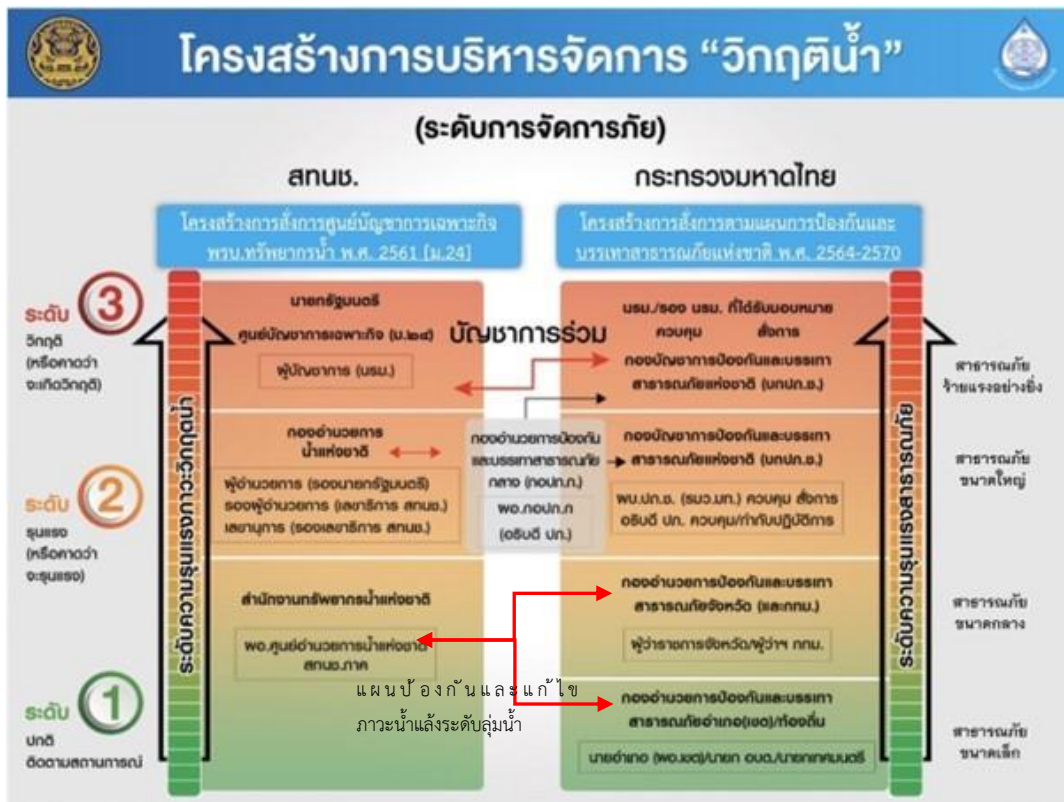 โครงสร้างการบริหารจัดการ “วิกฤติน้ำ”
(ระดับการจัดการภัย)
สทนช.
กระทรวงมหาดไทย
โครงสร้างการสั่งการศูนย์บัญชาการเฉพาะกิจ
พรบ.ทรัพยากรน้ำ พ.ศ. 2561 [ม.24]
โครงสร้างการสั่งการตามแผนการป้องกันและ
บรรเทาสาธารณภัยแห่งชาติ พ.ศ. 2564-2570
ระดับ 3
วิกฤติ
(หรือคาดว่า
จะเกิดวิกฤติ)
ระดับ 2
รุนแรง
(หรือคาดว่า
จะรุนแรง)
ระดับ 1
ปกติ
ติดตามสถานการณ์
ระดับความรุนแรงภาวะวิกฤตน้ำ
นายกรัฐมนตรี
ศูนย์บัญชาการเฉพาะกิจ (ม.๒๔)
ผู้บัญชาการ (นรม.)
กองอำนวยการ
น้ำแห่งชาติ
ผู้อำนวยการ (รองนายกรัฐมนตรี)
รองผู้อำนวยการ (เลขาธิการ สทนช.)
เลขานุการ (รองเลขาธิการ สทนช.)
สำนักงานทรัพยากรน้ำแห่งชาติ
ผอ.ศูนย์อำนวยการน้ำแห่งชาติ
สทนช.ภาค
แผนป้องกันและแก้ไข
ภาวะน้ำแล้งระดับลุ่มน้ำ
บัญชาการร่วม
กองอำนวยการป้องกัน
และบรรเทาสาธารณภัย
กลาง (กอปภ.ก.)
ผอ.กอปภ.ก
(อธิบดี ปภ.)
นรม./รอง นรม. ที่ได้รับมอบหมาย
ควบคุม สั่งการ
กองบัญชาการป้องกันและบรรเทา
สาธารณภัยแห่งชาติ (บกปภ.ช.)
กองบัญชาการป้องกันและบรรเทา
สาธารณภัยแห่งชาติ (บกปภ.ช.)
ผบ.ปภ.ช. (รมว.มท.) ควบคุม สั่งการ
อธิบดี ปภ. ควบคุม/กำกับปฏิบัติการ
กองอำนวยการป้องกันและบรรเทา
สาธารณภัยจังหวัด (และกทม.)
ผู้ว่าราชการจังหวัด/ผู้ว่าฯ กทม.
กองอำนวยการป้องกันและบรรเทา
สาธารณภัยอำเภอ(เขต)/ท้องถิ่น
นายอำเภอ (ผอ.เขต)/นายก อบต./นายกเทศมนตรี
ระดับความรุนแรงสาธารณภัย
สาธารณภัย
ร้ายแรงอย่างยิ่ง
สาธารณภัย
ขนาดใหญ่
สาธารณภัย
ขนาดกลาง
สาธารณภัย
ขนาดเล็ก